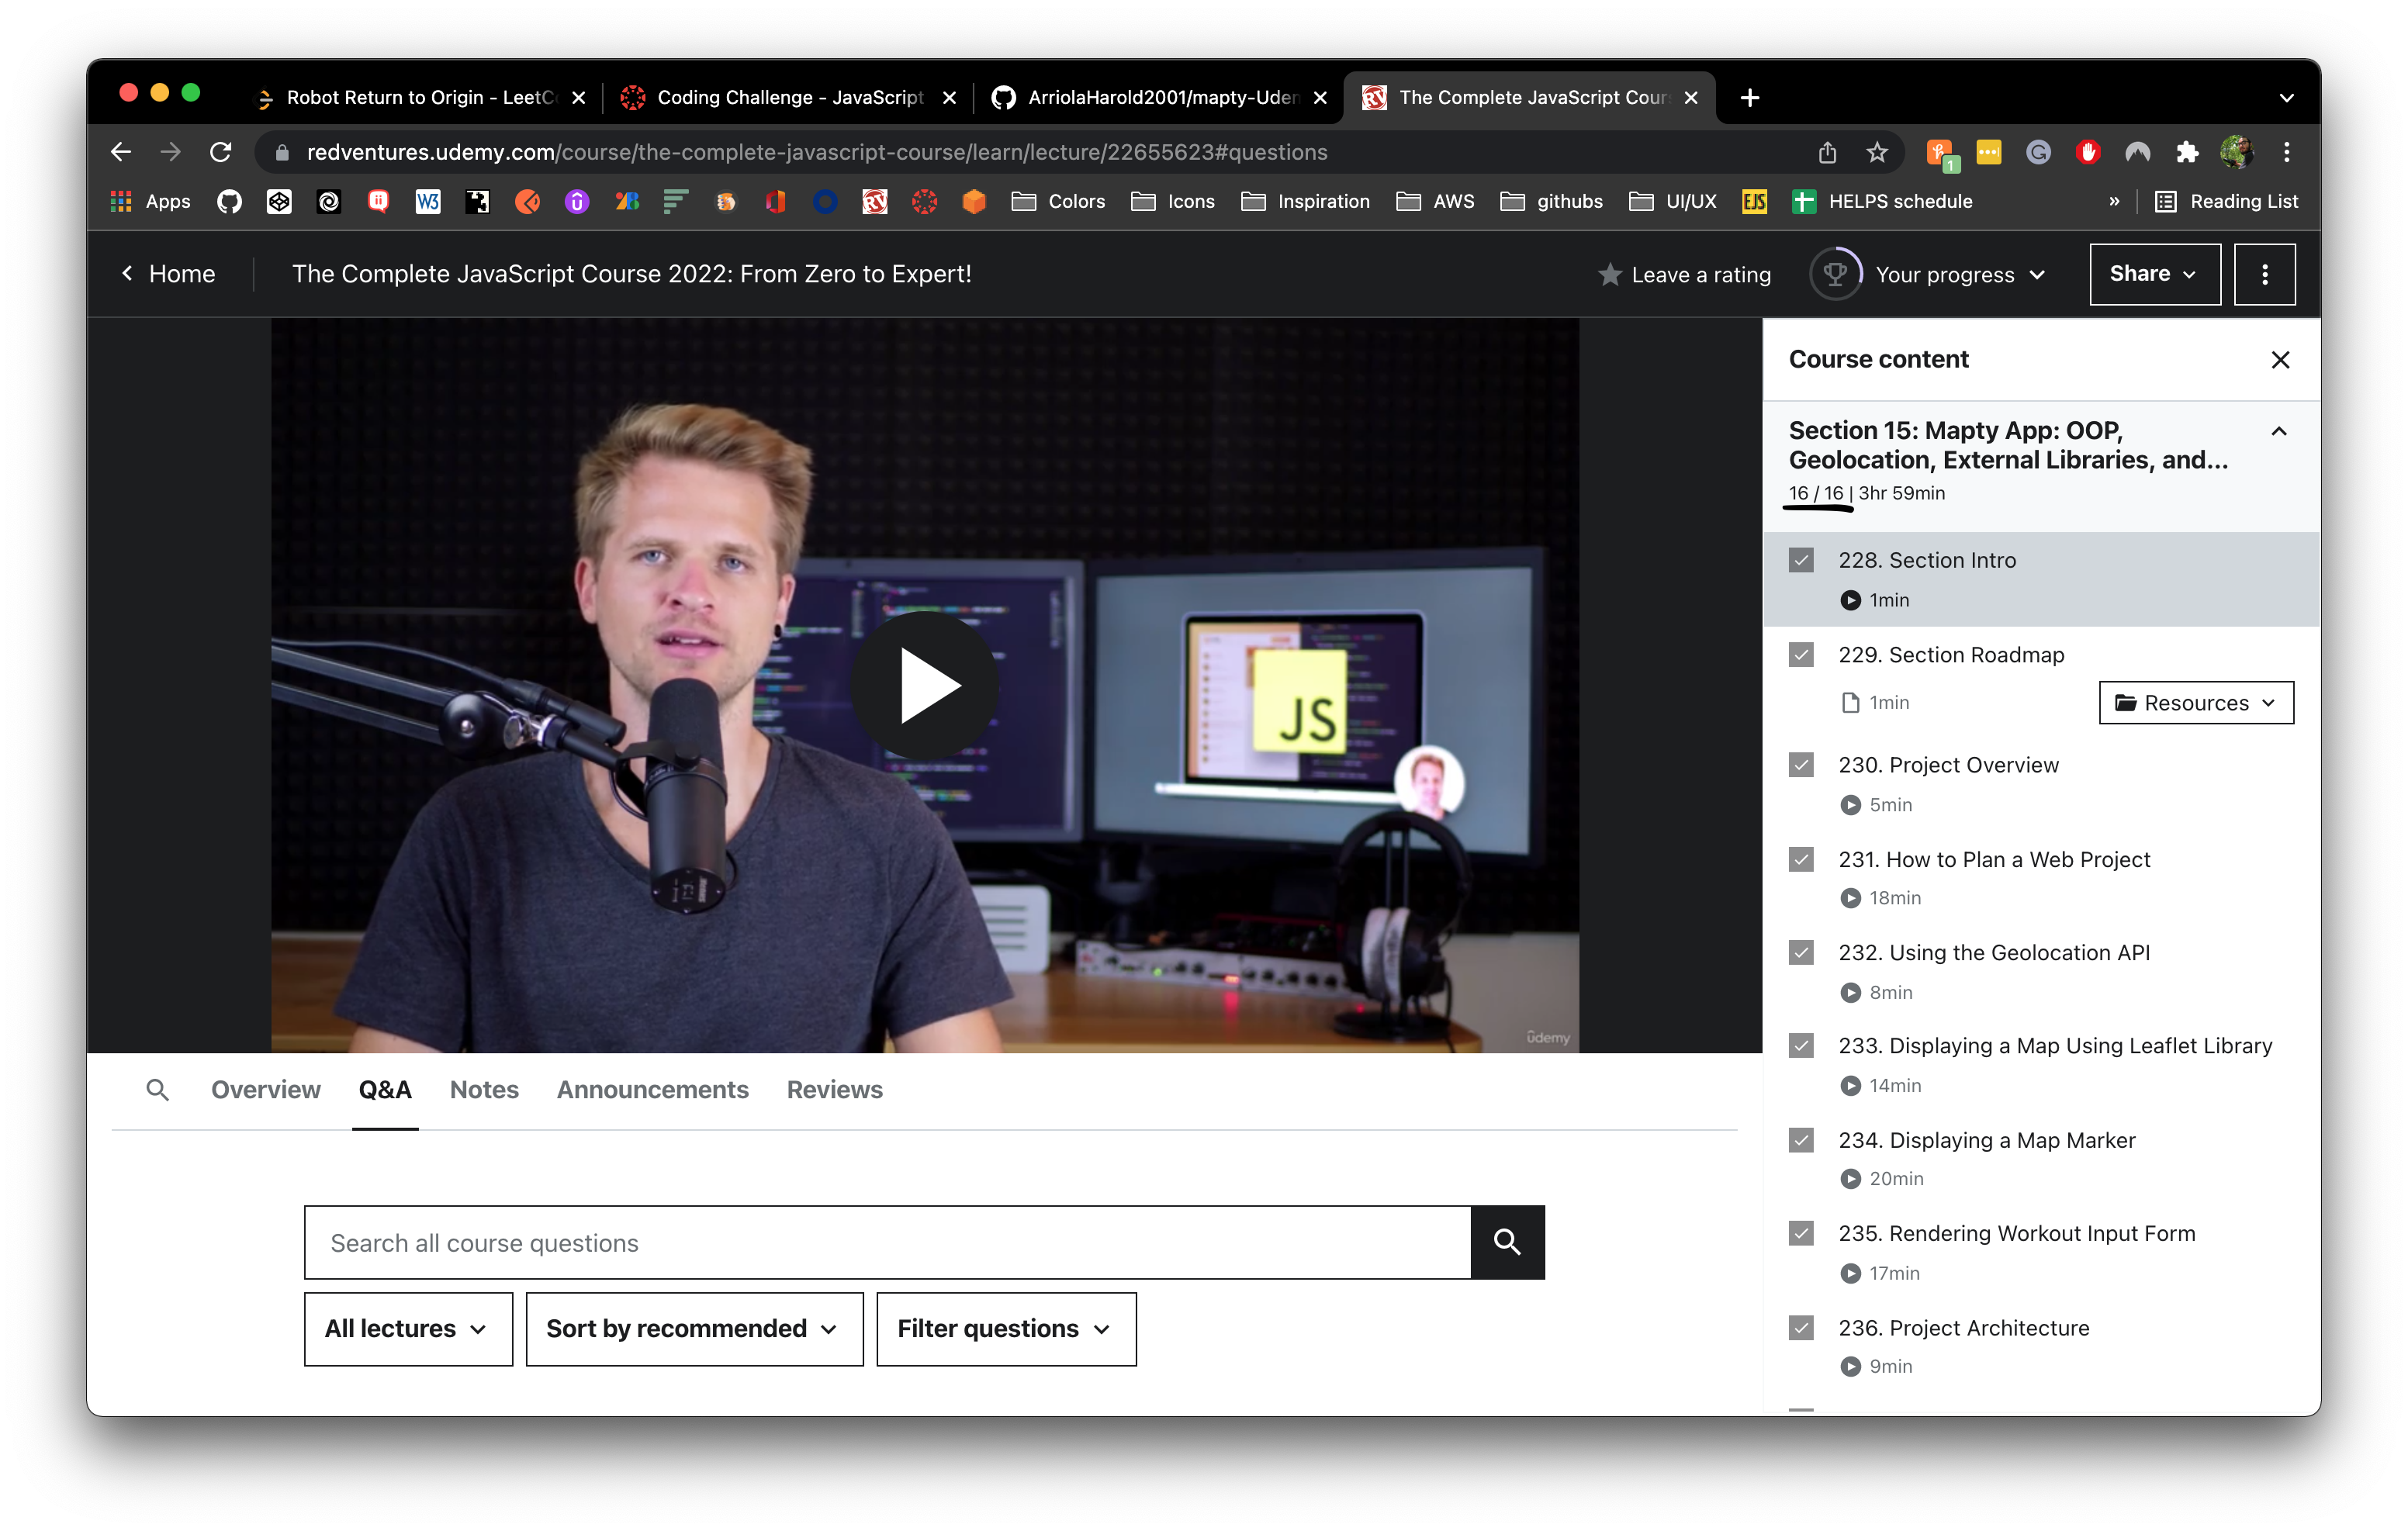 Robot Return to Origin - LeetC
Coding Challenge - JavaScript
ArriolaHarold2001/mapty-Uden
The Complete JavaScript Cour
redventures.udemy.com/course/the-complete-javascript-course/learn/lecture/22655623#questions
1
Apps
W3
RV
Colors
Icons
Inspiration
AWS
githubs
UI/UX
EJS
HELPS schedule
»
Reading List
Home
The Complete JavaScript Course 2022: From Zero to Expert!
Leave a rating
Your progress
Share
JS
ûdemy
Course content
Section 15: Mapty App: OOP,
Geolocation, External Libraries, and...
16 / 16 | 3hr 59min
228. Section Intro
1min
229. Section Roadmap
1min
Resources
230. Project Overview
5min
231. How to Plan a Web Project
18min
232. Using the Geolocation API
8min
233. Displaying a Map Using Leaflet Library
14min
234. Displaying a Map Marker
20min
235. Rendering Workout Input Form
17min
236. Project Architecture
9min
Overview
Q&A
Notes
Announcements
Reviews
Search all course questions
All lectures
Sort by recommended
Filter questions